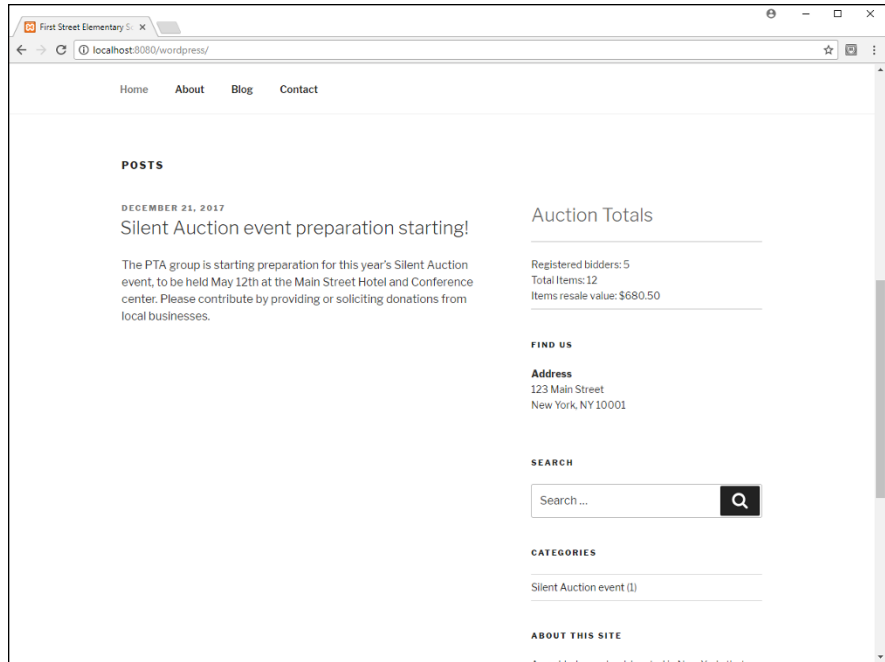 First Street Elementary Sc
localhost:8080/wordpress/
Home About Blog Contact
POSTS
DECEMBER 21, 2017
Silent Auction event preparation starting!
The PTA group is starting preparation for this year's Silent Auction
event, to be held May 12th at the Main Street Hotel and Conference
center. Please contribute by providing or soliciting donations from
local businesses.
Auction Totals
Registered bidders: 5
Total Items: 12
Items resale value: $680.50
FIND US
Address
123 Main Street
New York, NY 10001
SEARCH
Search ...
CATEGORIES
Silent Auction event (1)
ABOUT THIS SITE